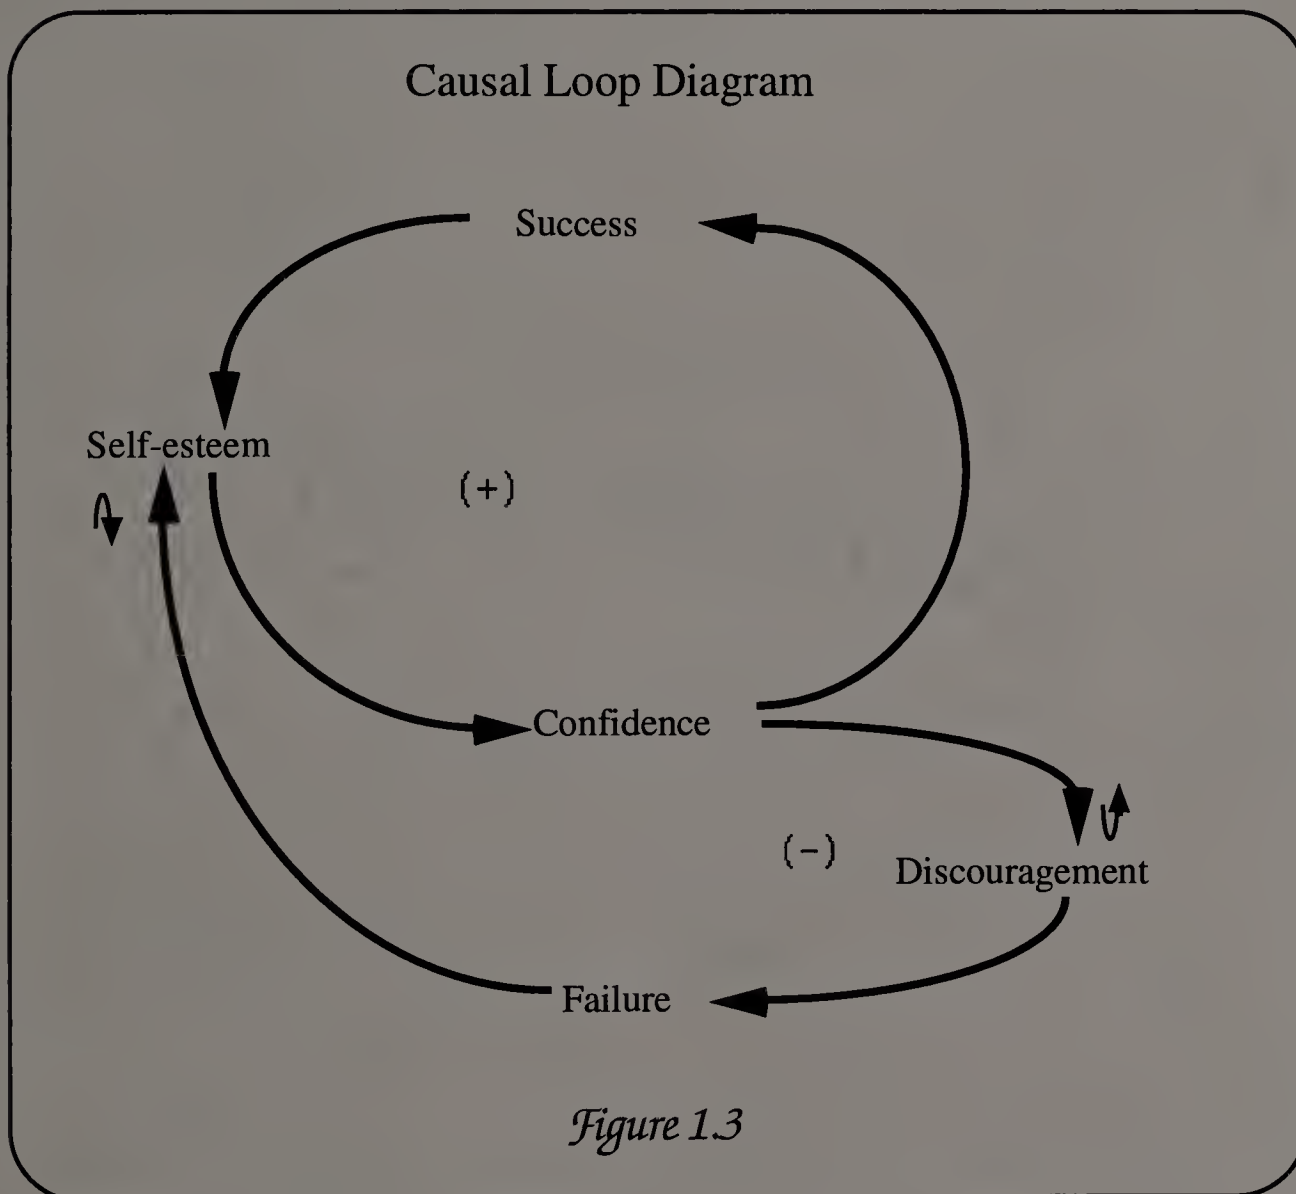 Causal Loop Diagram
Success
Self-esteem
(+)
Confidence
(-)
Discouragement
Failure
Figure 1.3